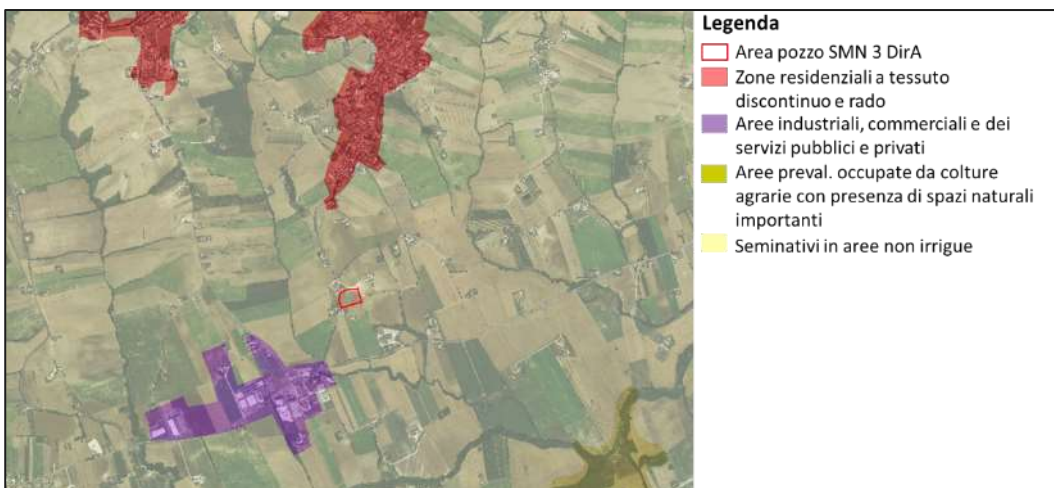 Legenda
Area pozzo SMN 3 DirA
Zone residenziali a tessuto
discontinuo e rado
Aree industriali, commerciali e dei
servizi pubblici e privati
Aree preval. occupate da colture
agrarie con presenza di spazi naturali
importanti
Seminativi in aree non irrigue